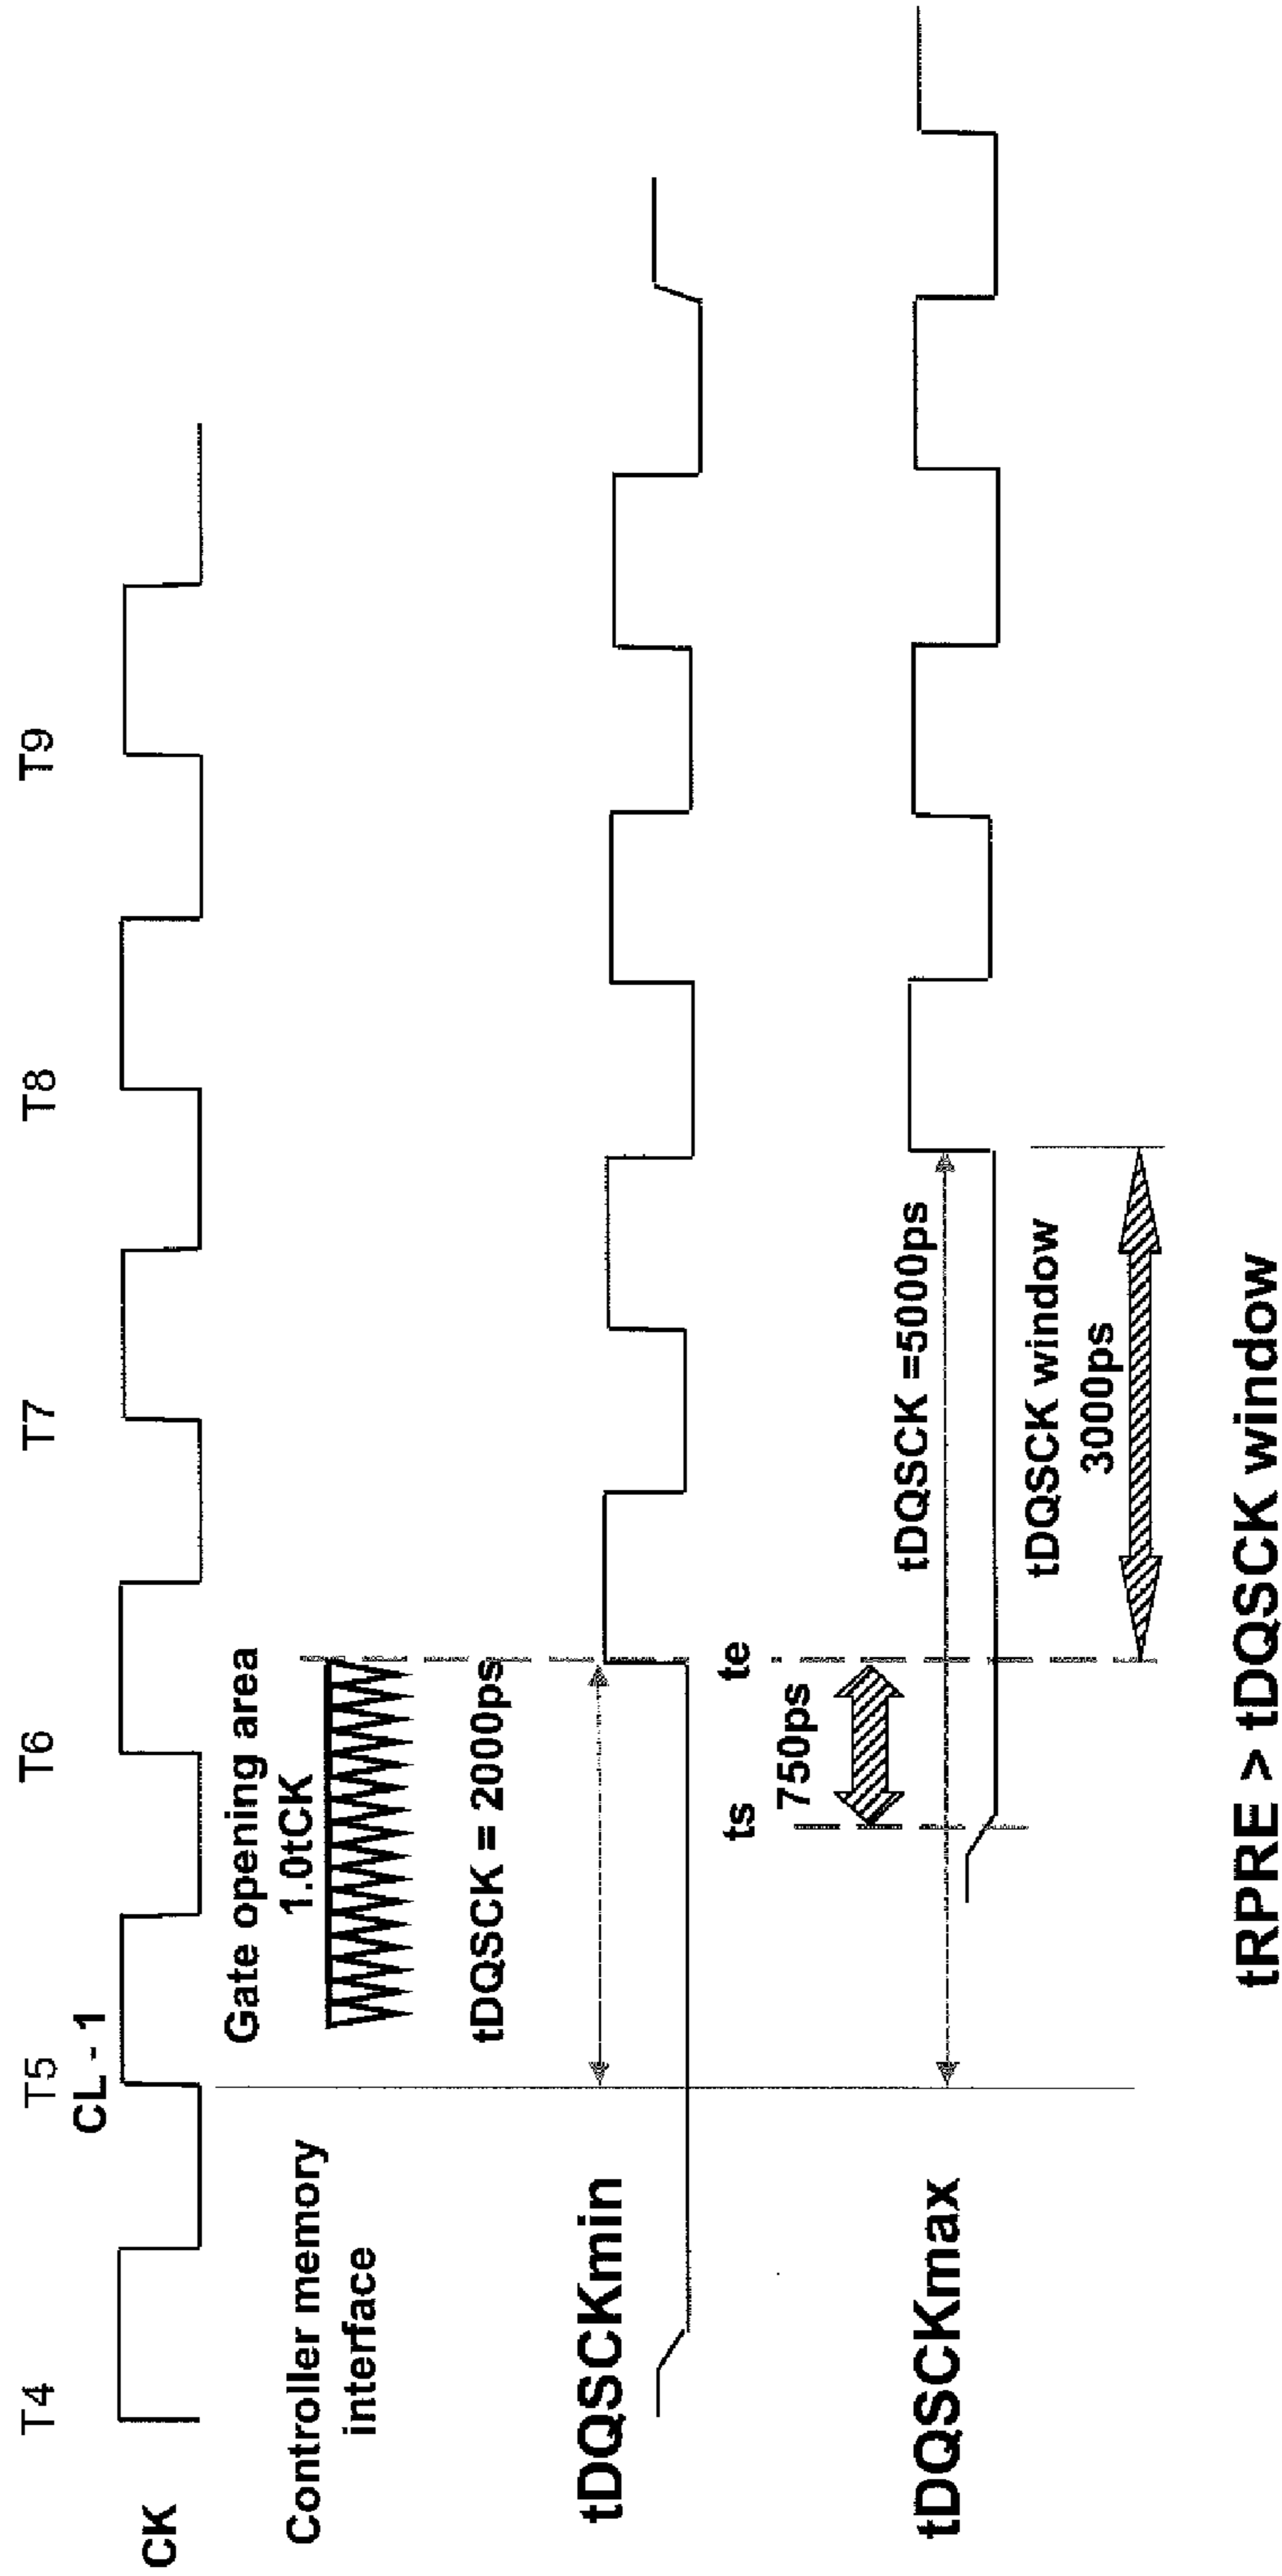 T4
T5
T6
T7
T8
T9
CL - 1
CK
Gate opening area
1.0tCK
Controller memory
interface
tDQSCK = 2000ps
tDQSCKmin
ts
te
750ps
tDQSCK =5000ps
tDQSCKmax
tDQSCK window
3000ps
tRPRE > tDQSCK window